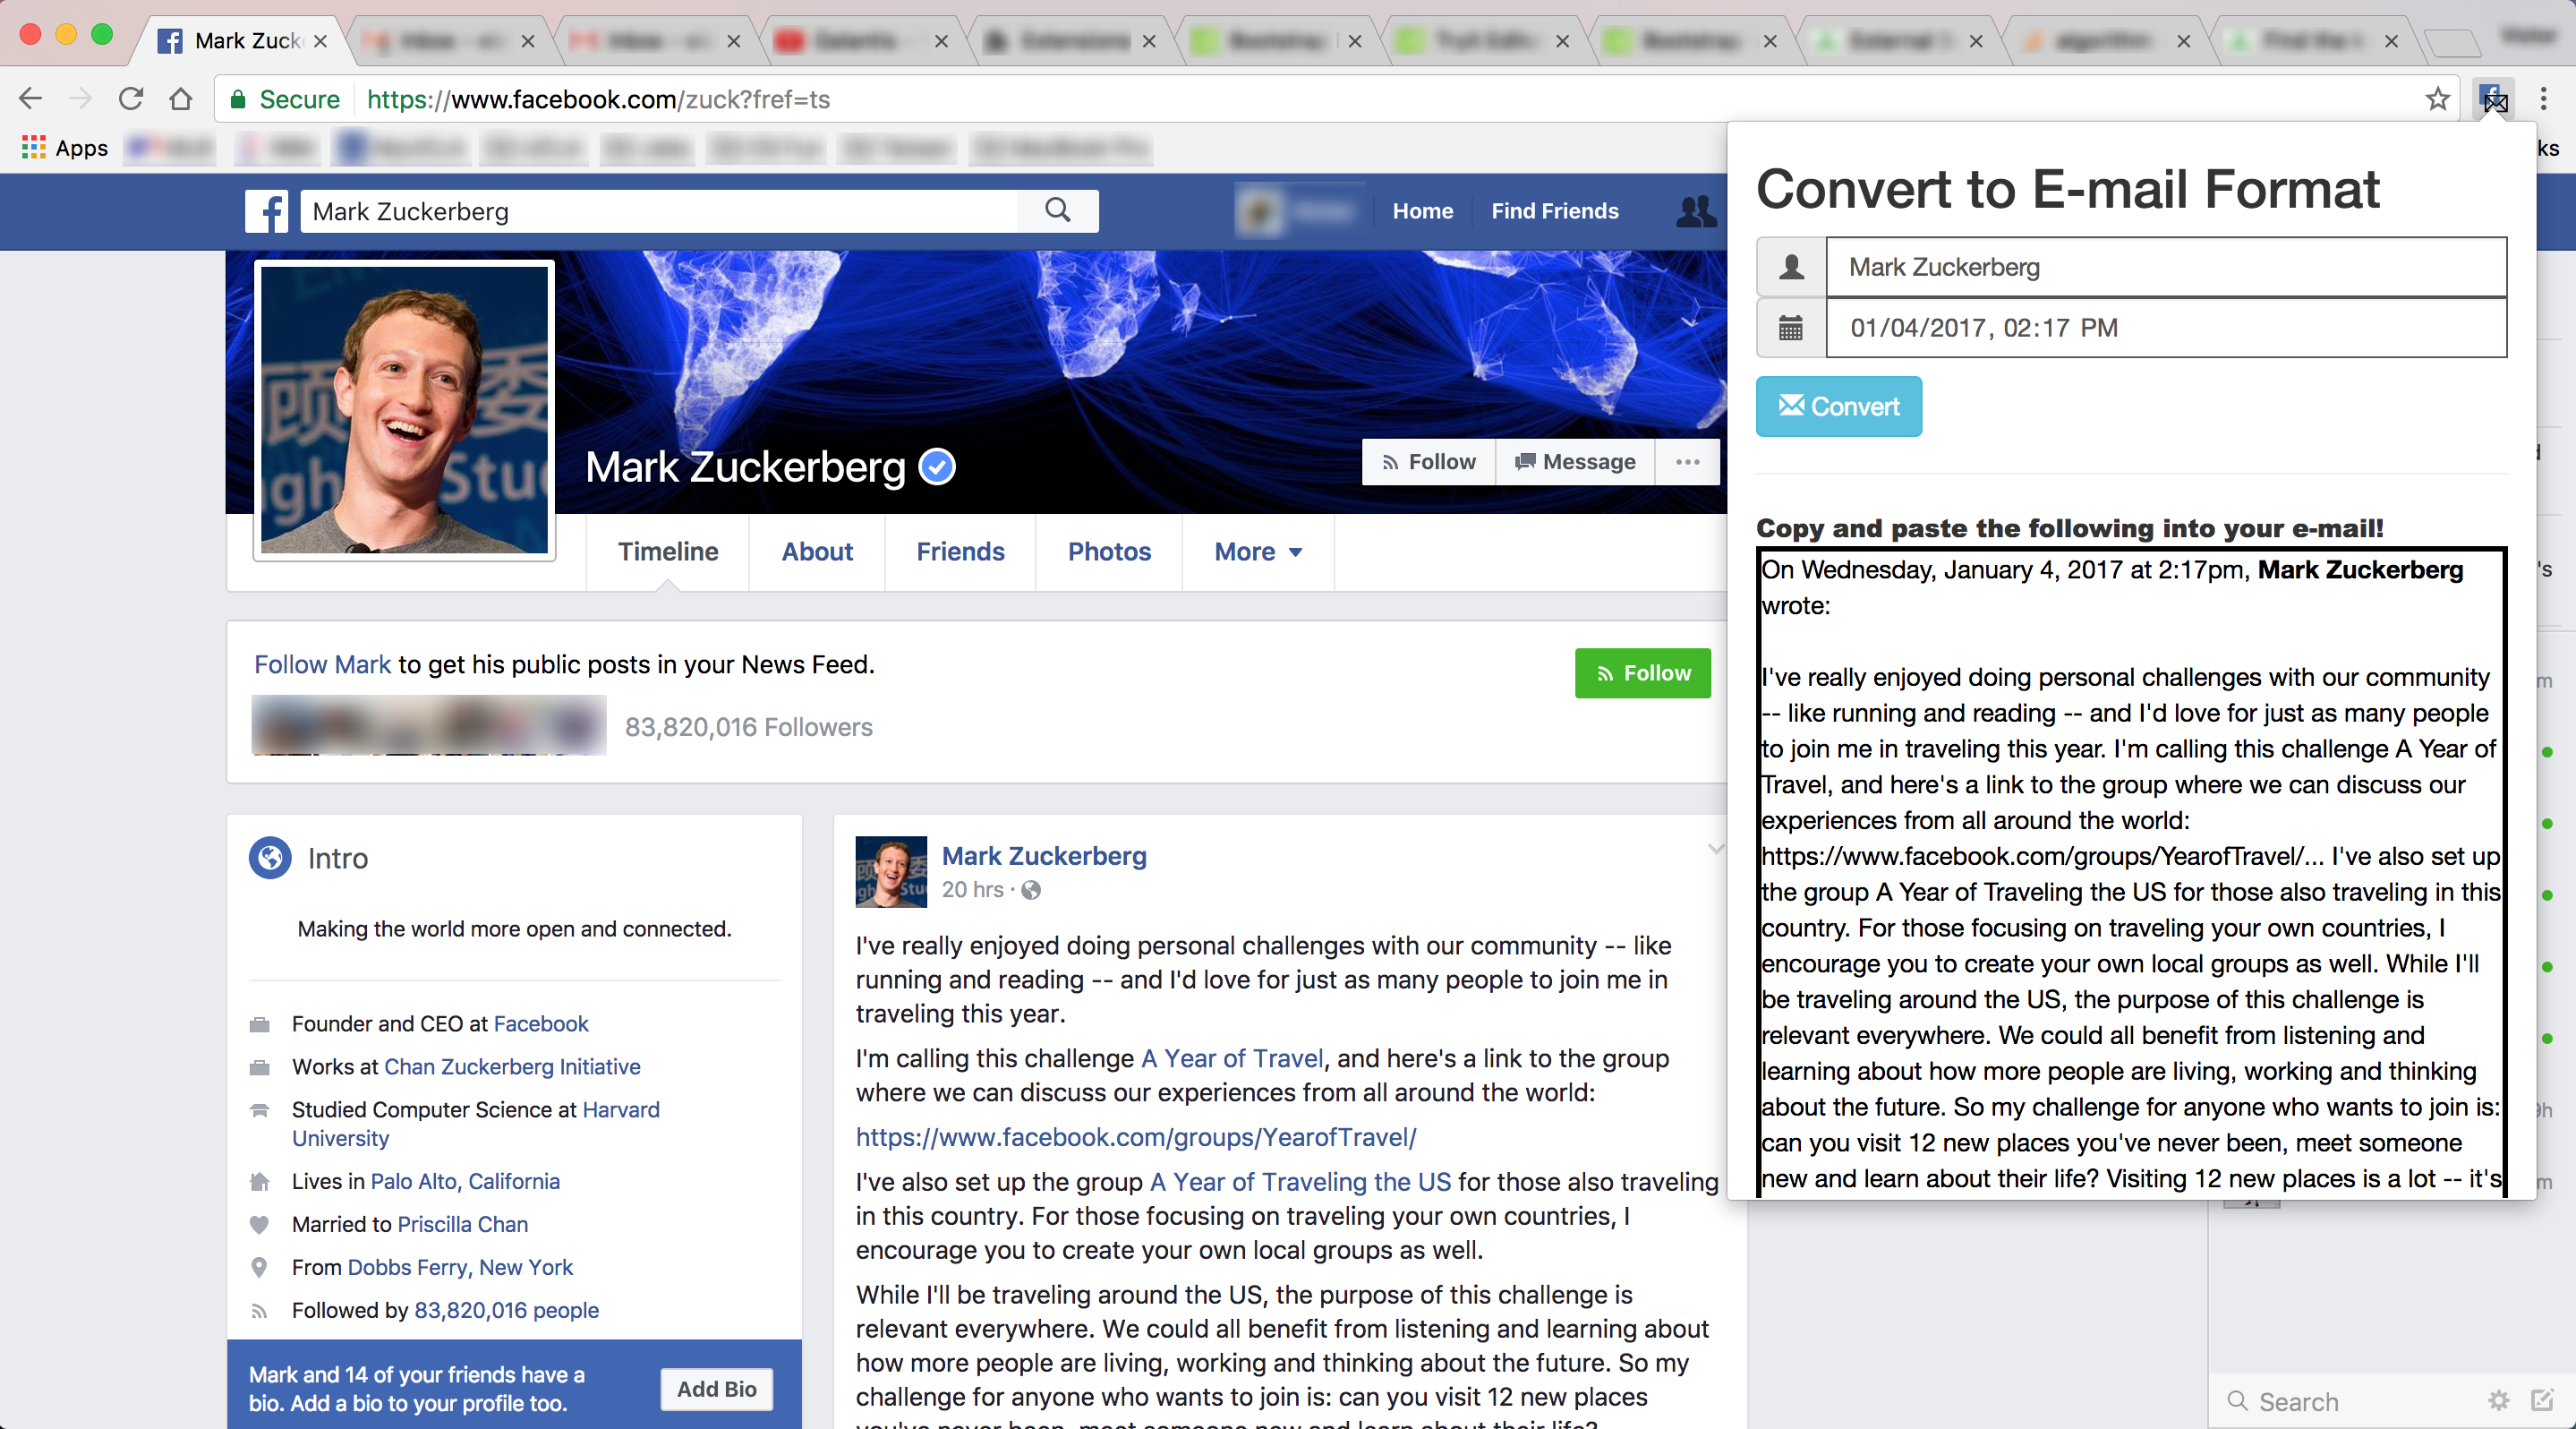 Mark Zuck
Secure https://www.facebook.com/zuck?fref=ts
Apps
ks
Mark Zuckerberg
Home Find Friends
Mark Zuckerberg
Follow Message
Timeline About Friends Photos More
Follow Mark to get his public posts in your News Feed.
Follow
83,820,016 Followers
Intro
Making the world more open and connected.
Founder and CEO at Facebook
Works at Chan Zuckerberg Initiative
Studied Computer Science at Harvard
University
Lives in Palo Alto, California
Married to Priscilla Chan
From Dobbs Ferry, New York
Followed by 83,820,016 people
Mark and 14 of your friends have a
bio. Add a bio to your profile too.
Add Bio
Mark Zuckerberg
20 hrs ·
I've really enjoyed doing personal challenges with our community -- like
running and reading -- and I'd love for just as many people to join me in
traveling this year.
I'm calling this challenge A Year of Travel, and here's a link to the group
where we can discuss our experiences from all around the world:
https://www.facebook.com/groups/YearofTravel/
I've also set up the group A Year of Traveling the US for those also traveling
in this country. For those focusing on traveling your own countries, I
encourage you to create your own local groups as well.
While I'll be traveling around the US, the purpose of this challenge is
relevant everywhere. We could all benefit from listening and learning about
how more people are living, working and thinking about the future. So my
challenge for anyone who wants to join is: can you visit 12 new places
you've never been, meet someone new and learn about their life?
Convert to E-mail Format
Mark Zuckerberg
01/04/2017, 02:17 PM
Convert
Copy and paste the following into your e-mail!
On Wednesday, January 4, 2017 at 2:17pm, Mark Zuckerberg
wrote:
I've really enjoyed doing personal challenges with our community
-- like running and reading -- and I'd love for just as many people
to join me in traveling this year. I'm calling this challenge A Year of
Travel, and here's a link to the group where we can discuss our
experiences from all around the world:
https://www.facebook.com/groups/YearofTravel/... I've also set up
the group A Year of Traveling the US for those also traveling in this
country. For those focusing on traveling your own countries, I
encourage you to create your own local groups as well. While I'll
be traveling around the US, the purpose of this challenge is
relevant everywhere. We could all benefit from listening and
learning about how more people are living, working and thinking
about the future. So my challenge for anyone who wants to join is:
can you visit 12 new places you've never been, meet someone
new and learn about their life? Visiting 12 new places is a lot -- it's
Search